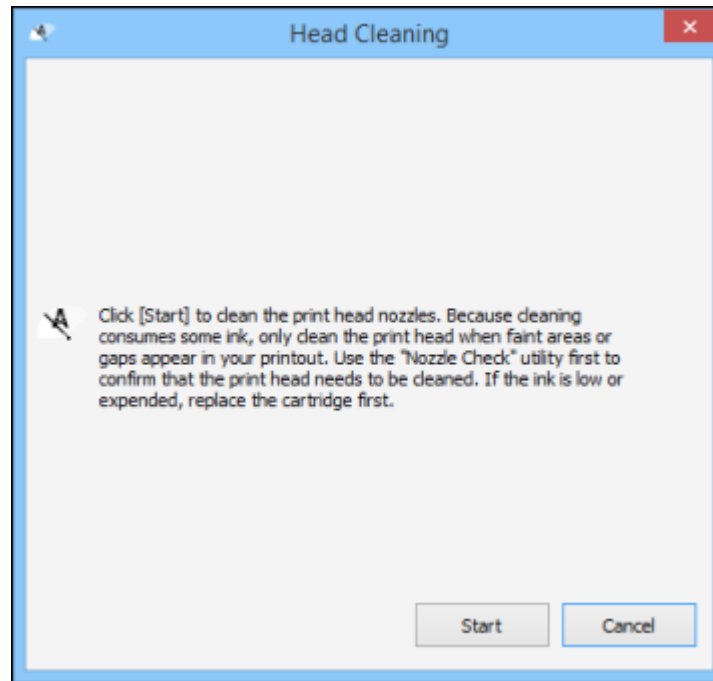 Head Cleaning
Click [Start] to clean the print head nozzles. Because cleaning
consumes some ink, only clean the print head when faint areas or
gaps appear in your printout. Use the "Nozzle Check" utility first to
confirm that the print head needs to be cleaned. If the ink is low or
expended, replace the cartridge first.
Start
Cancel